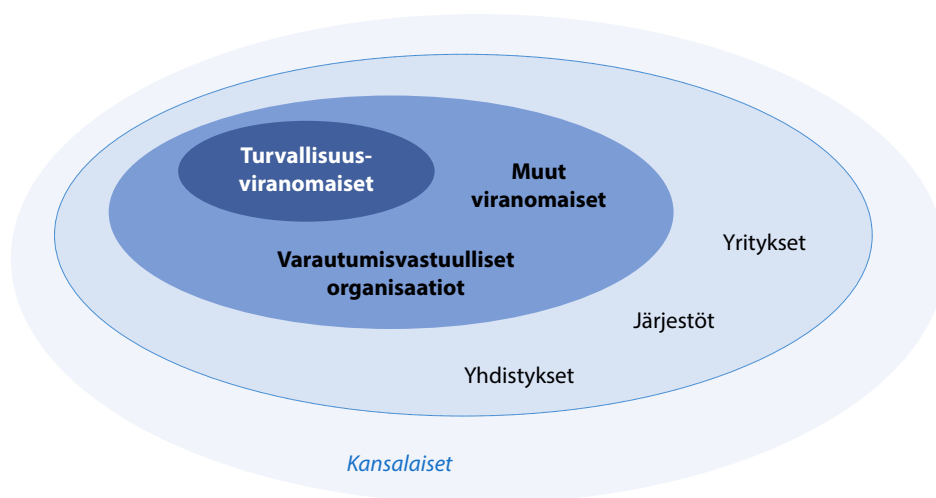 Turvallisuus-
viranomaiset
Muut
viranomaiset
Varautumisvastuulliset
organisaatiot
Yritykset
Järjestöt
Yhdistykset
Kansalaiset